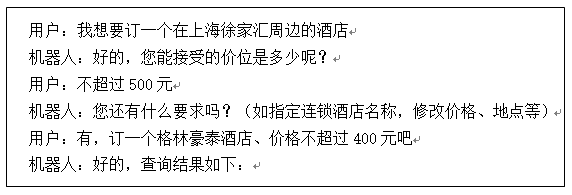 用户：我想要订一个在上海徐家汇周边的酒店
机器人：好的，您能接受的价位是多少呢？
用户：不超过 500 元
机器人：您还有什么要求吗？（如指定连锁酒店名称，修改价格、地点等）
用户：有，订一个格林豪泰酒店、价格不超过 400 元吧
机器人：好的，查询结果如下：